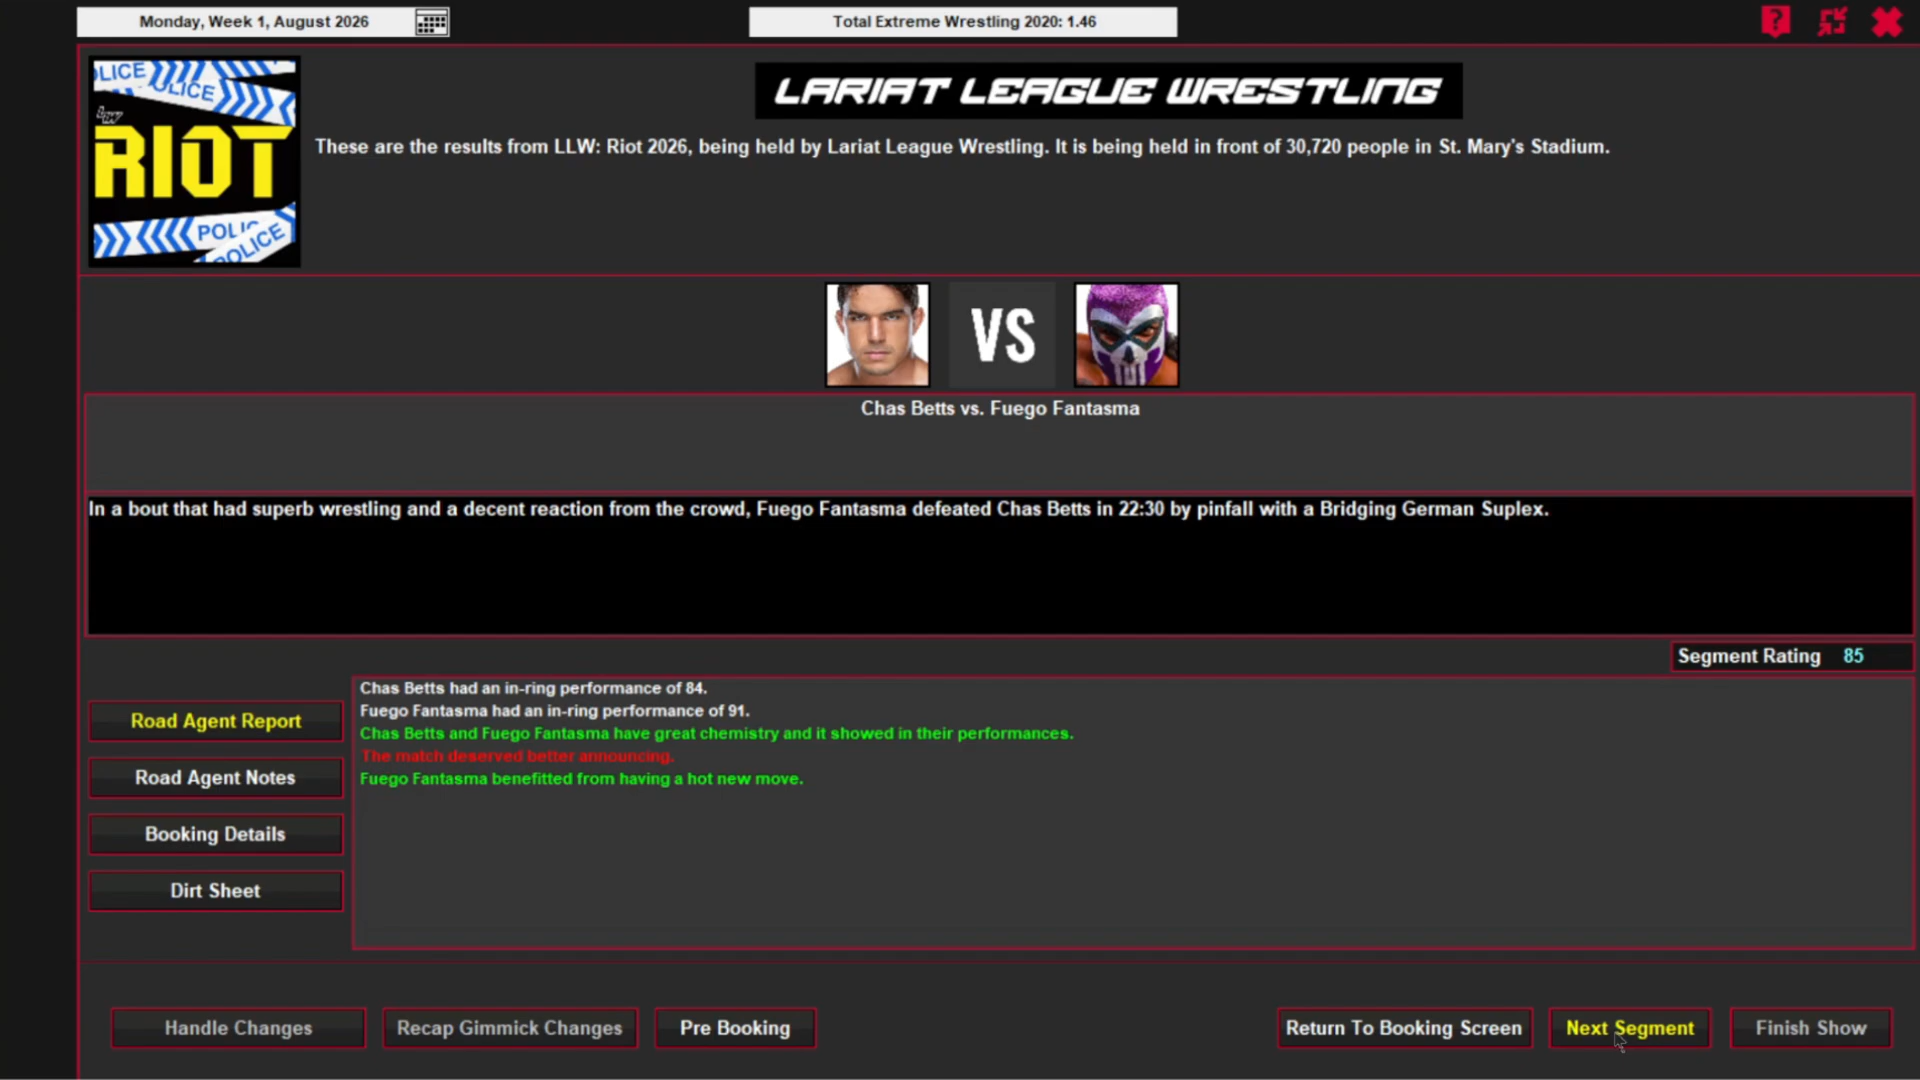 Monday, Week 1, August 2026
Total Extreme Wrestling 2020: 1.46
?
LICE
POLICE
LLW
RIOT
POLIC
POLICE
LARIAT LEAGUE WRESTLING
These are the results from LLW: Riot 2026, being held by Lariat League Wrestling. It is being held in front of 30,720 people in St. Mary's Stadium.
VS
Chas Betts vs. Fuego Fantasma
In a bout that had superb wrestling and a decent reaction from the crowd, Fuego Fantasma defeated Chas Betts in 22:30 by pinfall with a Bridging German Suplex.
Segment Rating 85
Road Agent Report
Road Agent Notes
Booking Details
Dirt Sheet
Chas Betts had an in-ring performance of 84.
Fuego Fantasma had an in-ring performance of 91.
Chas Betts and Fuego Fantasma have great chemistry and it showed in their performances.
The match deserved better announcing.
Fuego Fantasma benefitted from having a hot new move.
Handle Changes
Recap Gimmick Changes
Pre Booking
Return To Booking Screen
Next Segment
Finish Show